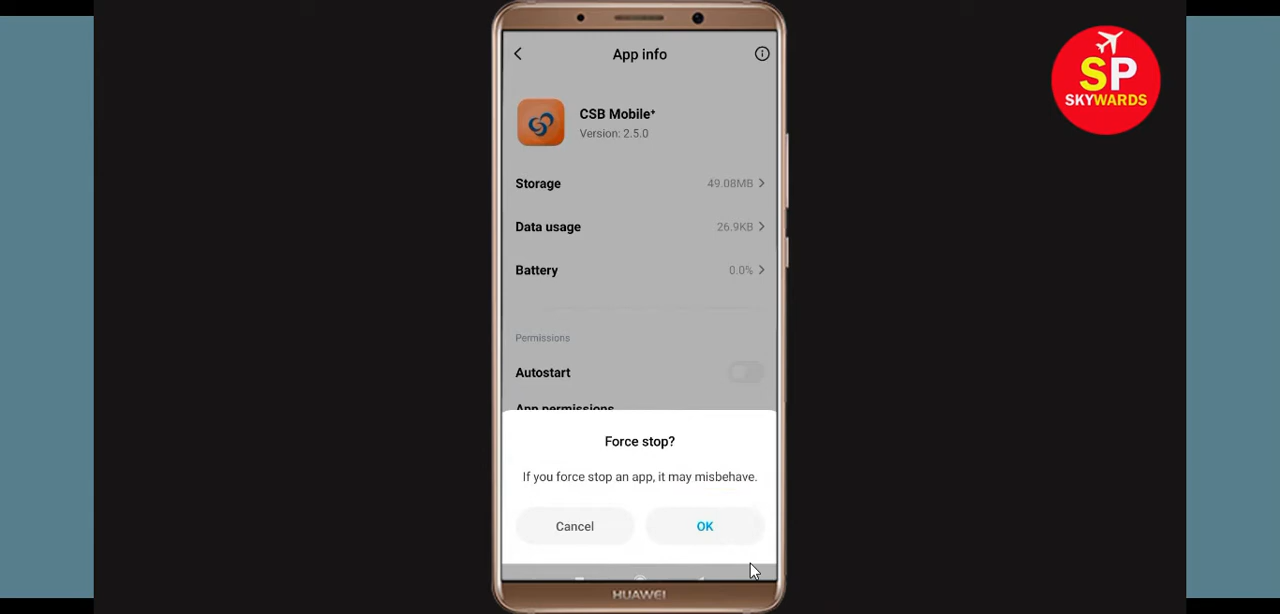 App info
CSB Mobile+
Version: 2.5.0
Storage 49.08MB
Data usage 26.9KB
Battery 0.0%
Permissions
Autostart
App permissions
Force stop?
If you force stop an app, it may misbehave.
Cancel OK
HUAWEI
SP
SKYWARDS